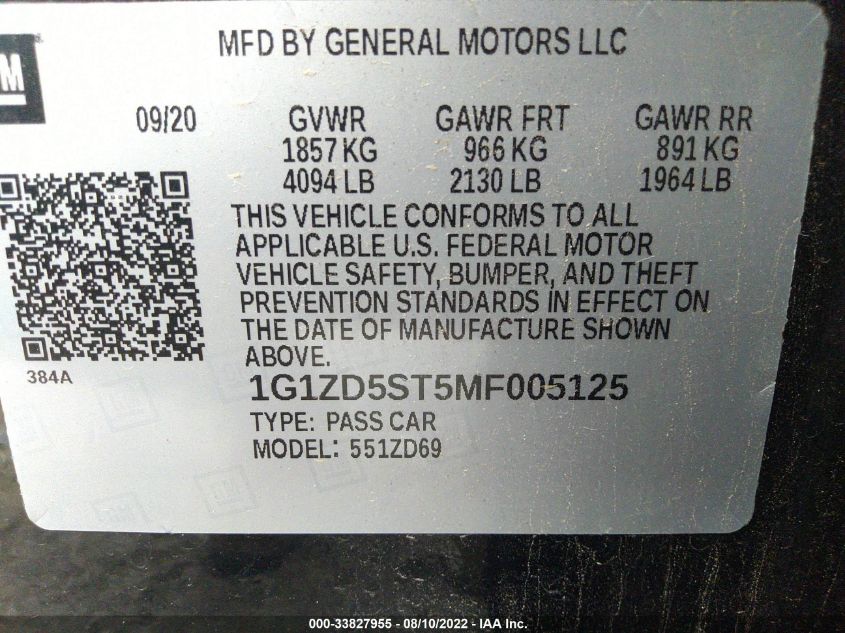 MFD BY GENERAL MOTORS LLC
GM
09/20 GVWR GAWR FRT GAWR RR
1857 KG 966 KG 891 KG
4094 LB 2130 LB 1964 LB
THIS VEHICLE CONFORMS TO ALL
APPLICABLE U.S. FEDERAL MOTOR
VEHICLE SAFETY, BUMPER, AND THEFT
PREVENTION STANDARDS IN EFFECT ON
THE DATE OF MANUFACTURE SHOWN
ABOVE.
384A
1G1ZD5ST5MF005125
TYPE: PASS CAR
MODEL: 551ZD69
000-33827955 - 08/10/2022 - IAA Inc.